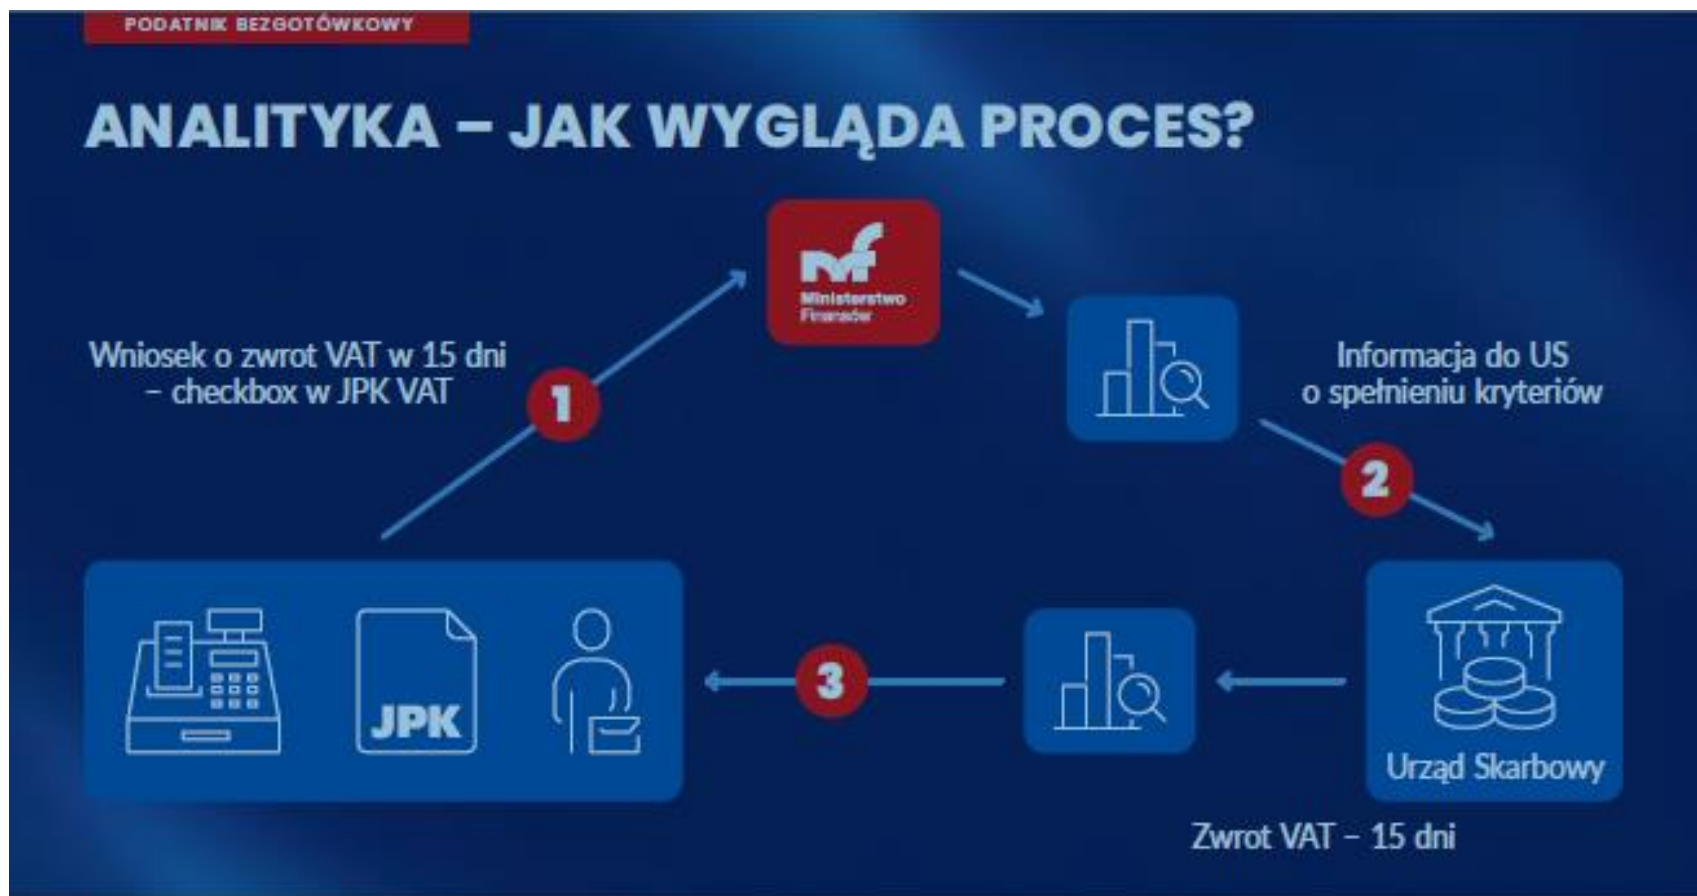 PODATNIK BEZGOTÓWKOWY
ANALITYKA – JAK WYGLĄDA PROCES?
Ministerstwo
Finansów
Wniosek o zwrot VAT w 15 dni
– checkbox w JPK VAT
1
Informacja do US
o spełnieniu kryteriów
2
JPK
3
Urząd Skarbowy
Zwrot VAT – 15 dni